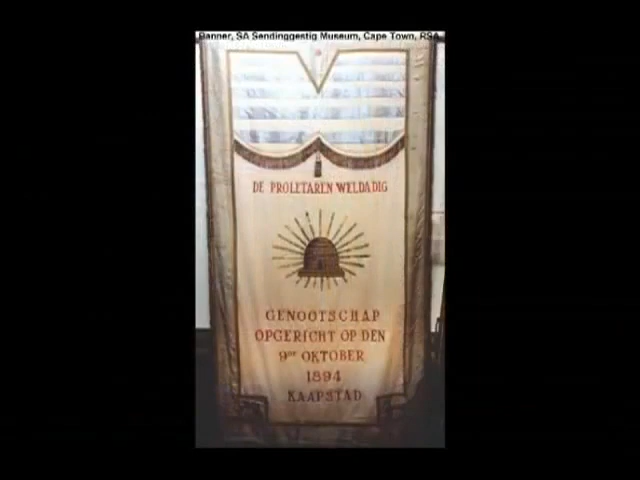 Banner, SA Sendinggestig Museum, Cape Town, RSA
DE PROLETAREN WELDADIG
GENOOTSCHAP
OPGERICHT OP DEN
9DE OKTOBER
1894
KAAPSTAD